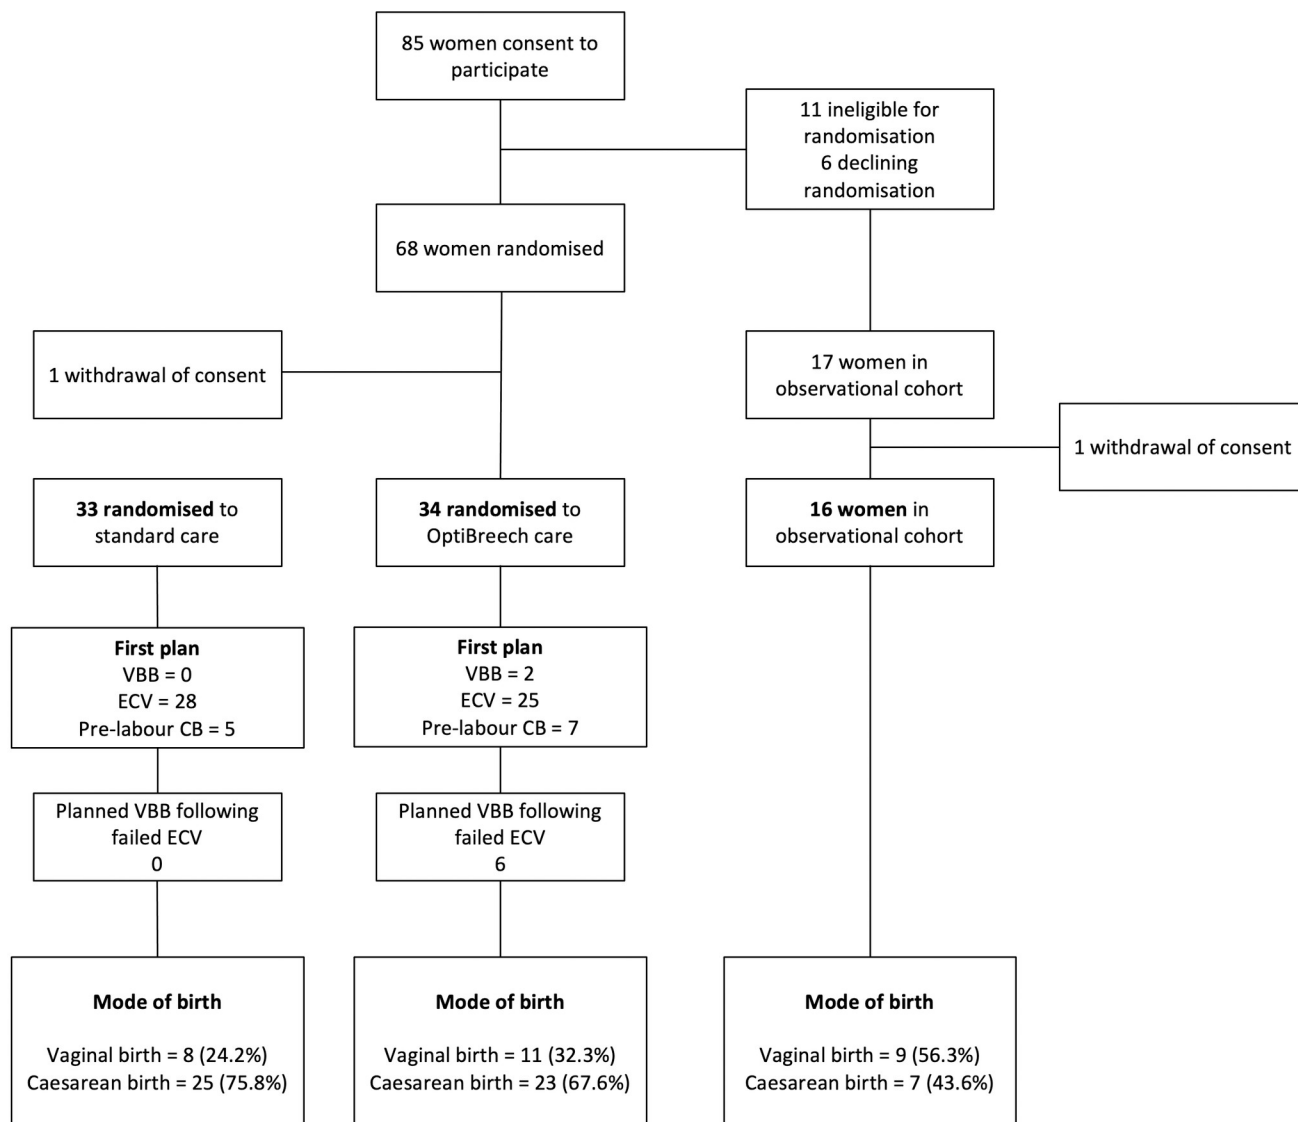 85 women consent to
participate
11 ineligible for
randomisation
6 declining
randomisation
68 women randomised
1 withdrawal of consent
17 women in
observational cohort
1 withdrawal of consent
33 randomised to
standard care
34 randomised to
OptiBreech care
16 women in
observational cohort
First plan
VBB = 0
ECV = 28
Pre-labour CB = 5
First plan
VBB = 2
ECV = 25
Pre-labour CB = 7
Planned VBB following
failed ECV
0
Planned VBB following
failed ECV
6
Mode of birth
Vaginal birth = 8 (24.2%)
Caesarean birth = 25 (75.8%)
Mode of birth
Vaginal birth = 11 (32.3%)
Caesarean birth = 23 (67.6%)
Mode of birth
Vaginal birth = 9 (56.3%)
Caesarean birth = 7 (43.6%)